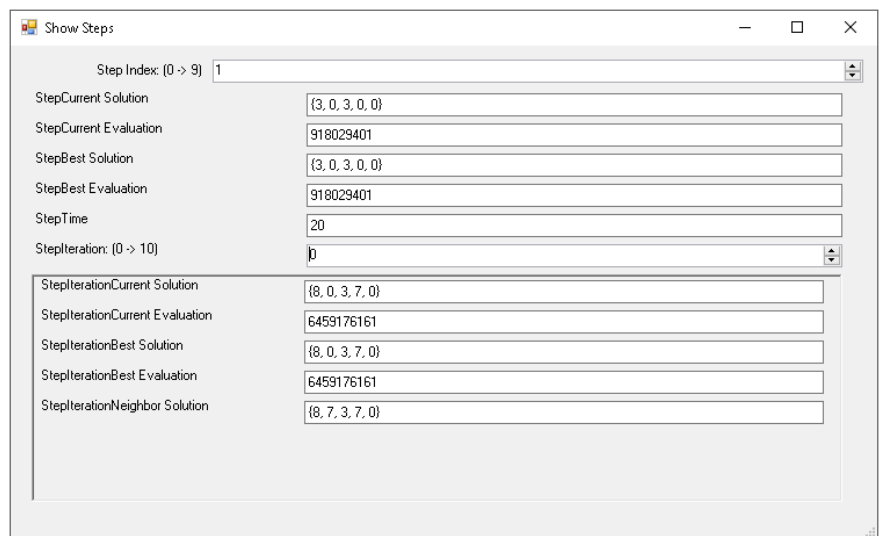 Show Steps
Step Index: (0 -> 9) 1
StepCurrent Solution {3, 0, 3, 0, 0}
StepCurrent Evaluation 918029401
StepBest Solution {3, 0, 3, 0, 0}
StepBest Evaluation 918029401
StepTime 20
StepIteration: (0 -> 10) 0
StepIterationCurrent Solution {8, 0, 3, 7, 0}
StepIterationCurrent Evaluation 6459176161
StepIterationBest Solution {8, 0, 3, 7, 0}
StepIterationBest Evaluation 6459176161
StepIterationNeighbor Solution {8, 7, 3, 7, 0}